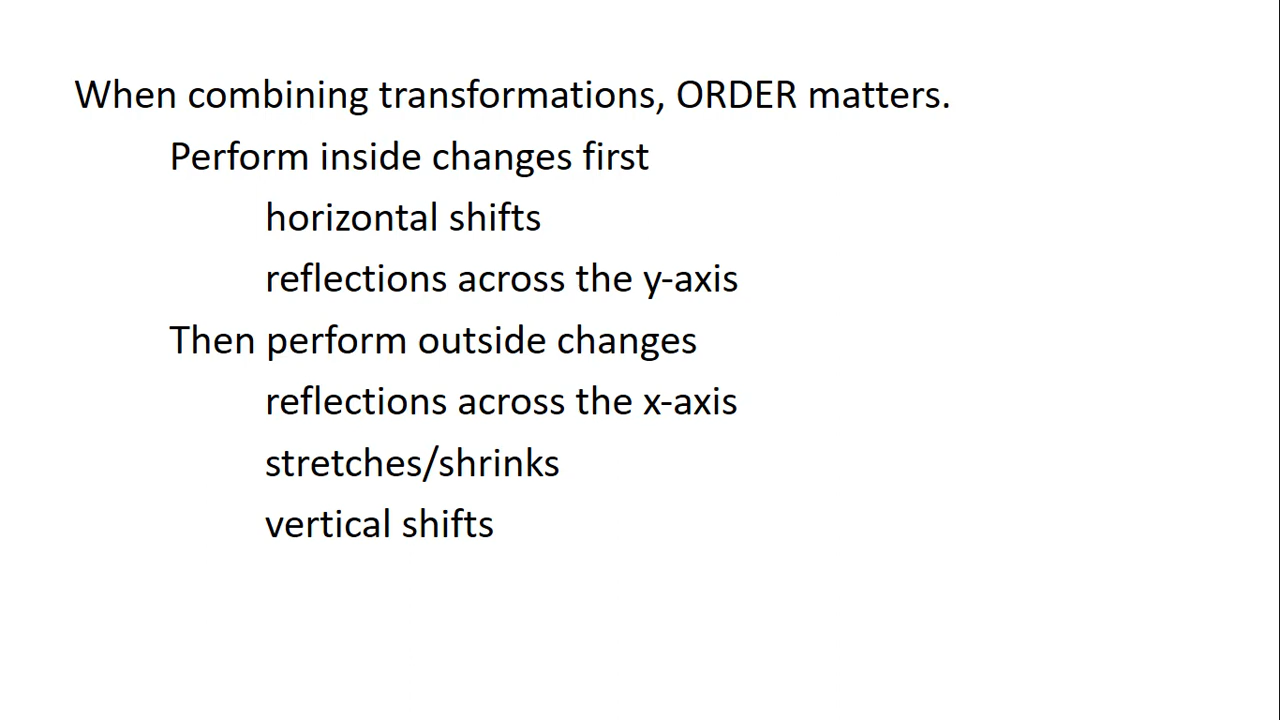 When combining transformations, ORDER matters.
Perform inside changes first
horizontal shifts
reflections across the y-axis
Then perform outside changes
reflections across the x-axis
stretches/shrinks
vertical shifts